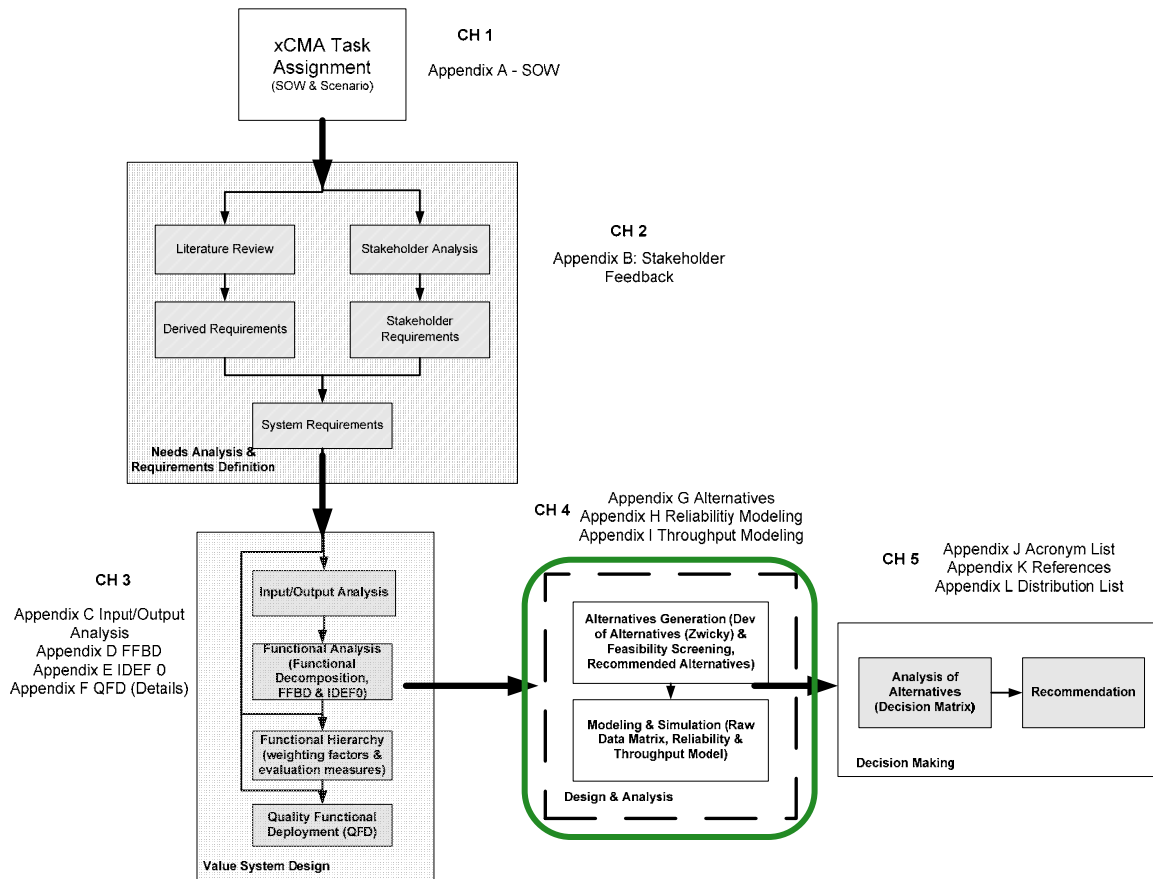 xCMA Task
Assignment
(SOW & Scenario)
CH 1
Appendix A - SOW
Literature Review
Stakeholder Analysis
Derived Requirements
Stakeholder
Requirements
System Requirements
Needs Analysis &
Requirements Definition
CH 2
Appendix B: Stakeholder
Feedback
CH 3
Appendix C Input/Output
Analysis
Appendix D FFBD
Appendix E IDEF 0
Appendix F QFD (Details)
Input/Output Analysis
Functional Analysis
(Functional
Decomposition,
FFBD & IDEF0)
Functional Hierarchy
(weighting factors &
evaluation measures)
Quality Functional
Deployment (QFD)
Value System Design
CH 4
Appendix G Alternatives
Appendix H Reliabilitiy Modeling
Appendix I Throughput Modeling
Alternatives Generation (Dev
of Alternatives (Zwicky) &
Feasibility Screening,
Recommended Alternatives)
Modeling & Simulation (Raw
Data Matrix, Reliability &
Throughput Model)
Design & Analysis
CH 5
Appendix J Acronym List
Appendix K References
Appendix L Distribution List
Analysis of
Alternatives
(Decision Matrix)
Recommendation
Decision Making